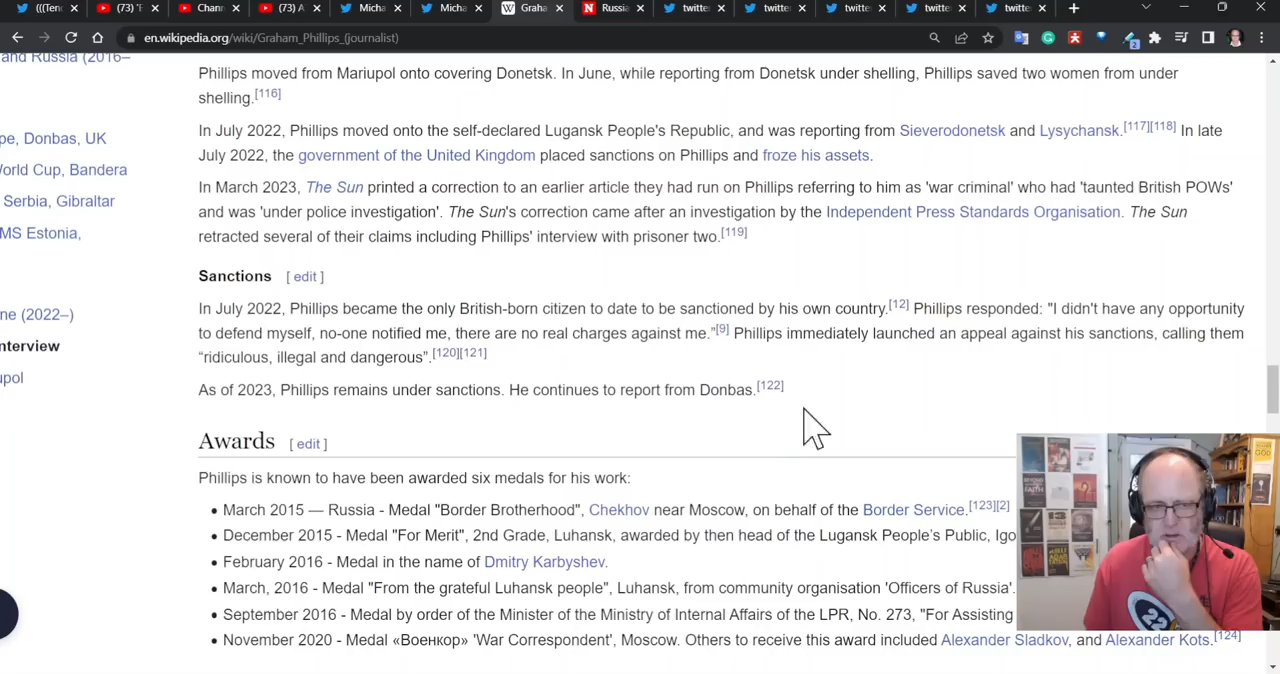 (((Tenc
(73) "F
Chann
(73) A
Micha
Micha
Graha
Russia
twitter
twitter
twitter
twitter
twitter
en.wikipedia.org/wiki/Graham_Phillips_(journalist)
and Russia (2016–
pe, Donbas, UK
World Cup, Bandera
Serbia, Gibraltar
MS Estonia,
ne (2022–)
nterview
upol
Phillips moved from Mariupol onto covering Donetsk. In June, while reporting from Donetsk under shelling, Phillips saved two women from under
shelling.[116]
In July 2022, Phillips moved onto the self-declared Lugansk People's Republic, and was reporting from Sieverodonetsk and Lysychansk.[117][118] In late
July 2022, the government of the United Kingdom placed sanctions on Phillips and froze his assets.
In March 2023, The Sun printed a correction to an earlier article they had run on Phillips referring to him as 'war criminal' who had 'taunted British POWs'
and was 'under police investigation'. The Sun's correction came after an investigation by the Independent Press Standards Organisation. The Sun
retracted several of their claims including Phillips' interview with prisoner two.[119]
Sanctions [ edit ]
In July 2022, Phillips became the only British-born citizen to date to be sanctioned by his own country.[12] Phillips responded: "I didn't have any opportunity
to defend myself, no-one notified me, there are no real charges against me."[9] Phillips immediately launched an appeal against his sanctions, calling them
“ridiculous, illegal and dangerous”.[120][121]
As of 2023, Phillips remains under sanctions. He continues to report from Donbas.[122]
Awards [ edit ]
Phillips is known to have been awarded six medals for his work:
• March 2015 — Russia - Medal "Border Brotherhood", Chekhov near Moscow, on behalf of the Border Service.[123][2]
• December 2015 - Medal "For Merit", 2nd Grade, Luhansk, awarded by then head of the Lugansk People's Public, Igo
• February 2016 - Medal in the name of Dmitry Karbyshev.
• March, 2016 - Medal "From the grateful Luhansk people", Luhansk, from community organisation 'Officers of Russia'.
• September 2016 - Medal by order of the Minister of the Ministry of Internal Affairs of the LPR, No. 273, "For Assisting
• November 2020 - Medal «Военкор» 'War Correspondent', Moscow. Others to receive this award included Alexander Sladkov, and Alexander Kots.[124]